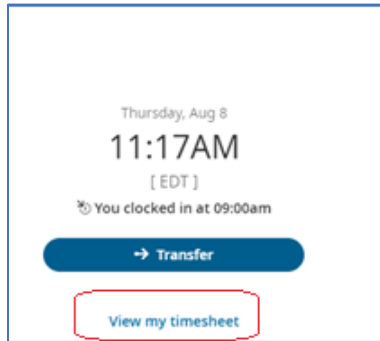 Thursday, Aug 8
11:17AM
[ EDT ]
You clocked in at 09:00am
→ Transfer
View my timesheet